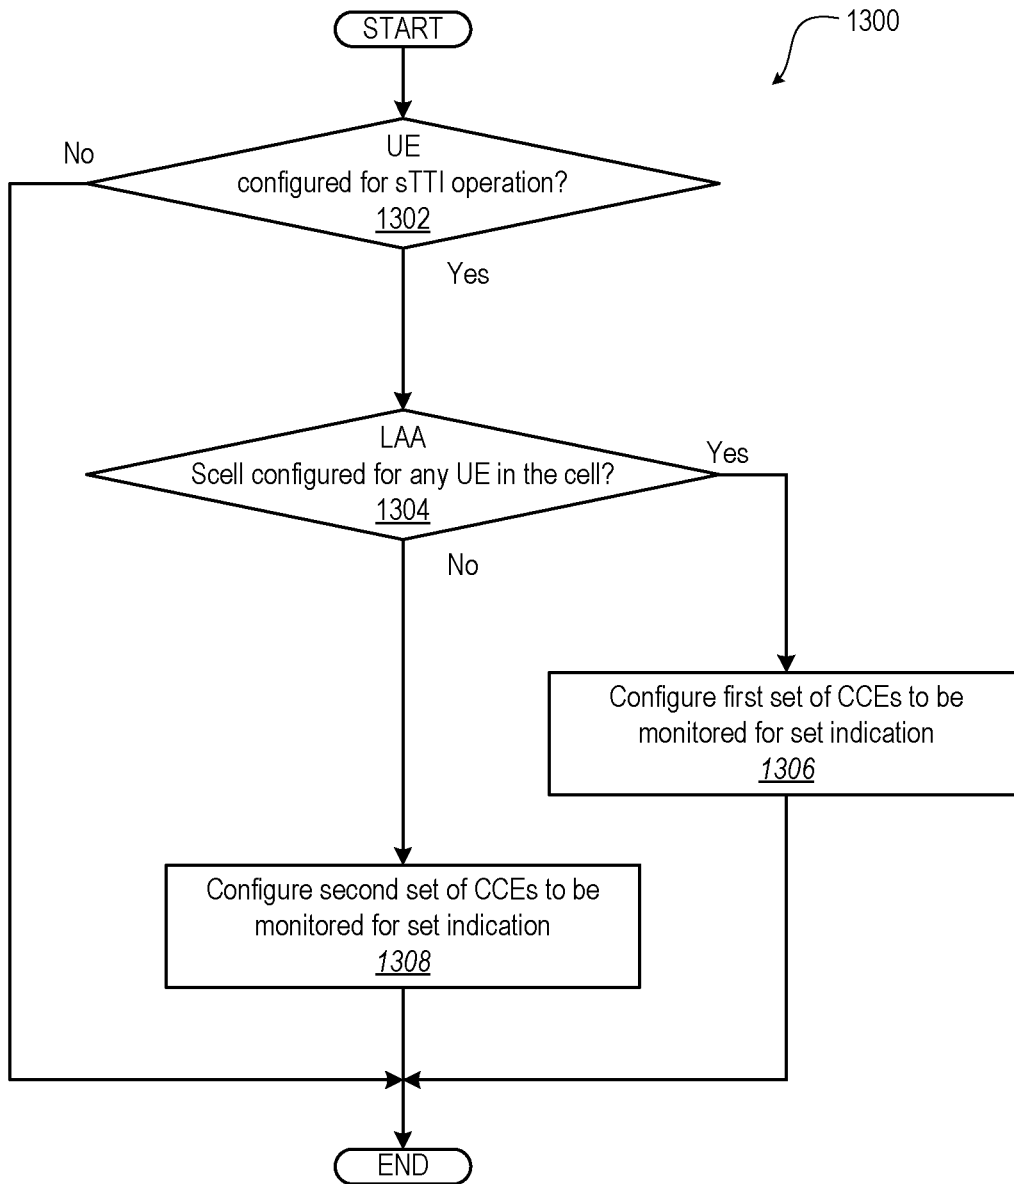 START
1300
UE
configured for sTTI operation?
1302
No
Yes
LAA
Scell configured for any UE in the cell?
1304
Yes
No
Configure first set of CCEs to be
monitored for set indication
1306
Configure second set of CCEs to be
monitored for set indication
1308
END